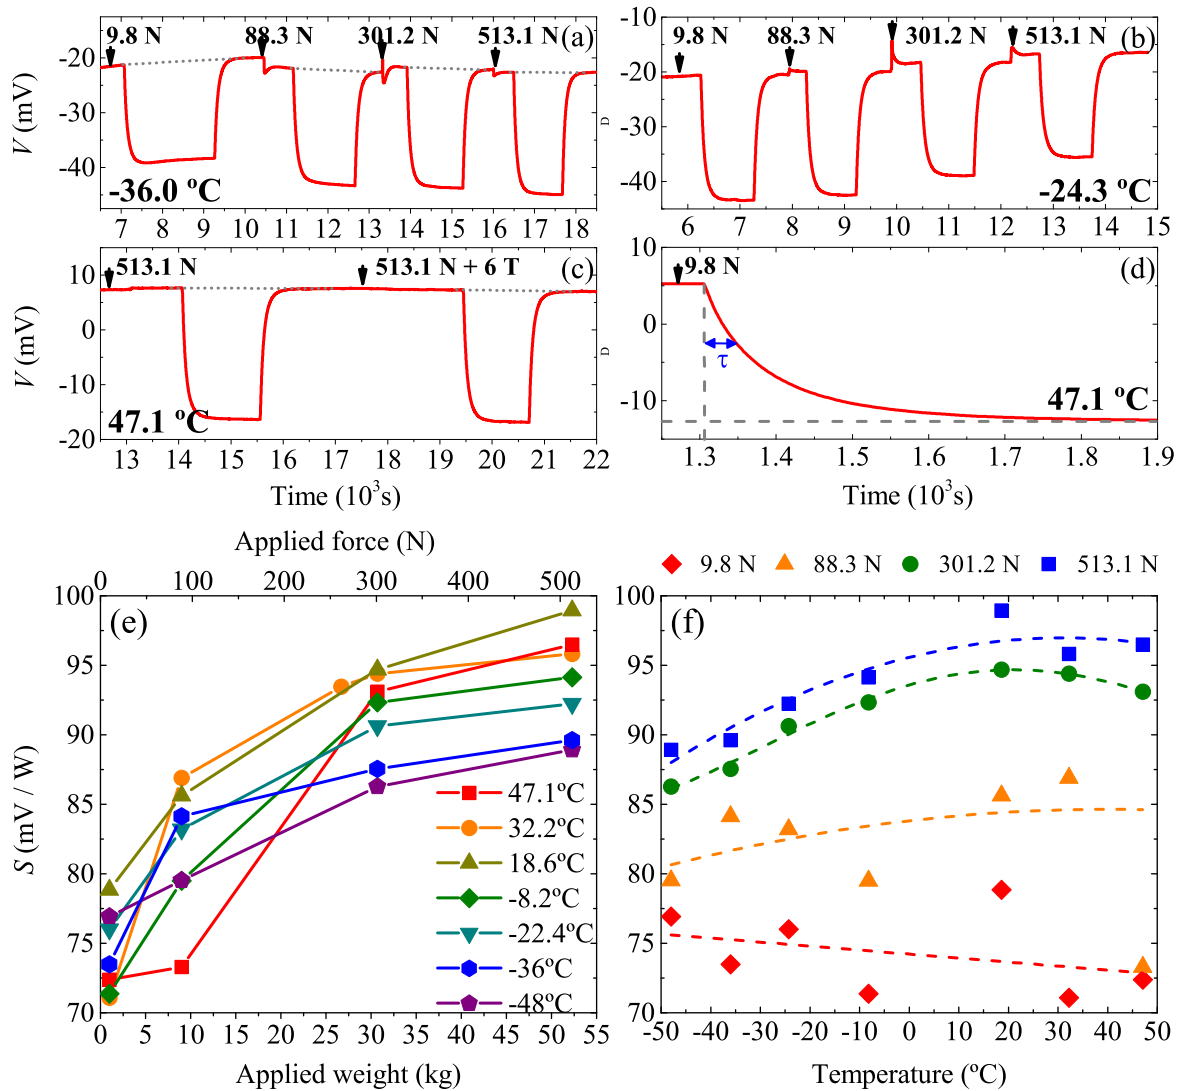 9.8 N 88.3 N 301.2 N 513.1 N (a)
-10
-20
-30
-40
V (mV)
-36.0 ºC
7 8 9 10 11 12 13 14 15 16 17 18
9.8 N 88.3 N 301.2 N 513.1 N (b)
-10
-20
-30
-40
D
-24.3 ºC
6 7 8 9 10 11 12 13 14 15
513.1 N 513.1 N + 6 T (c)
10
0
-10
-20
V (mV)
47.1 ºC
13 14 15 16 17 18 19 20 21 22
Time (10³s)
9.8 N (d)
10
0
-10
D
τ
47.1 ºC
1.3 1.4 1.5 1.6 1.7 1.8 1.9
Time (10³s)
Applied force (N)
0 100 200 300 400 500
(e)
100
95
90
85
80
75
70
S (mV / W)
47.1ºC
32.2ºC
18.6ºC
-8.2ºC
-22.4ºC
-36ºC
-48ºC
0 5 10 15 20 25 30 35 40 45 50 55
Applied weight (kg)
9.8 N 88.3 N 301.2 N 513.1 N
(f)
100
95
90
85
80
75
70
-50 -40 -30 -20 -10 0 10 20 30 40 50
Temperature (ºC)